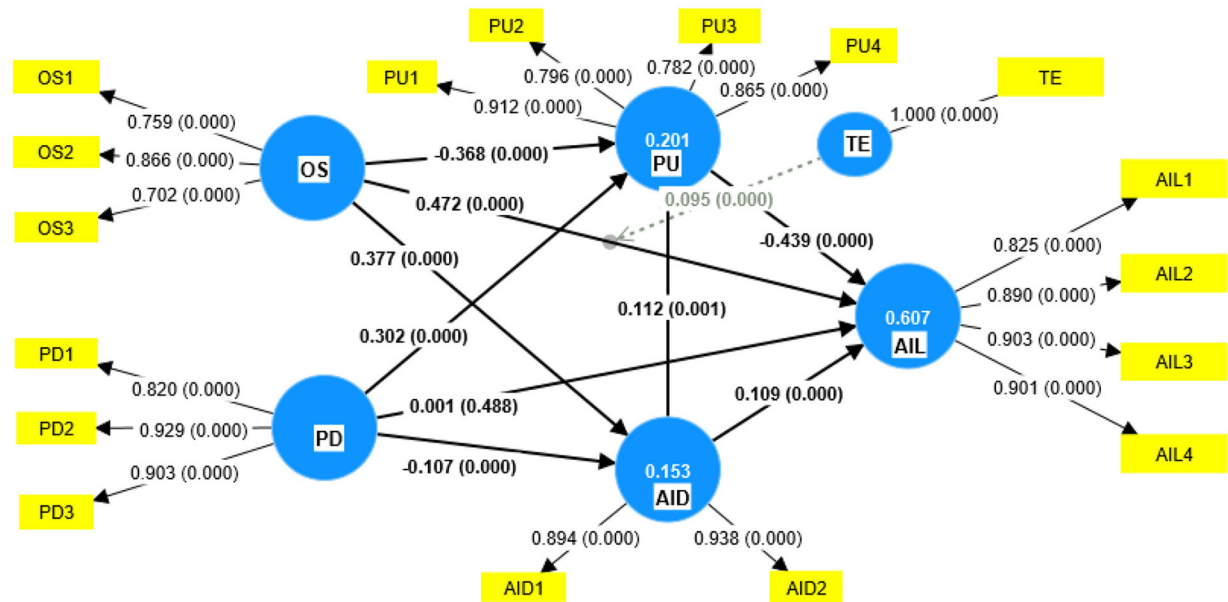 PU2
PU3
PU4
OS1
PU1
TE
0.796 (0.000)
0.782 (0.000)
0.865 (0.000)
0.912 (0.000)
1.000 (0.000)
0.759 (0.000)
OS2
0.866 (0.000)
OS
-0.368 (0.000)
0.201
PU
TE
OS3
0.702 (0.000)
0.472 (0.000)
0.095 (0.000)
AIL1
0.377 (0.000)
-0.439 (0.000)
0.825 (0.000)
AIL2
0.890 (0.000)
0.112 (0.001)
0.607
AIL
0.302 (0.000)
0.903 (0.000)
AIL3
PD1
0.820 (0.000)
0.001 (0.488)
0.109 (0.000)
0.901 (0.000)
PD2
0.929 (0.000)
PD
-0.107 (0.000)
0.153
AID
AIL4
0.903 (0.000)
PD3
0.894 (0.000)
0.938 (0.000)
AID1
AID2